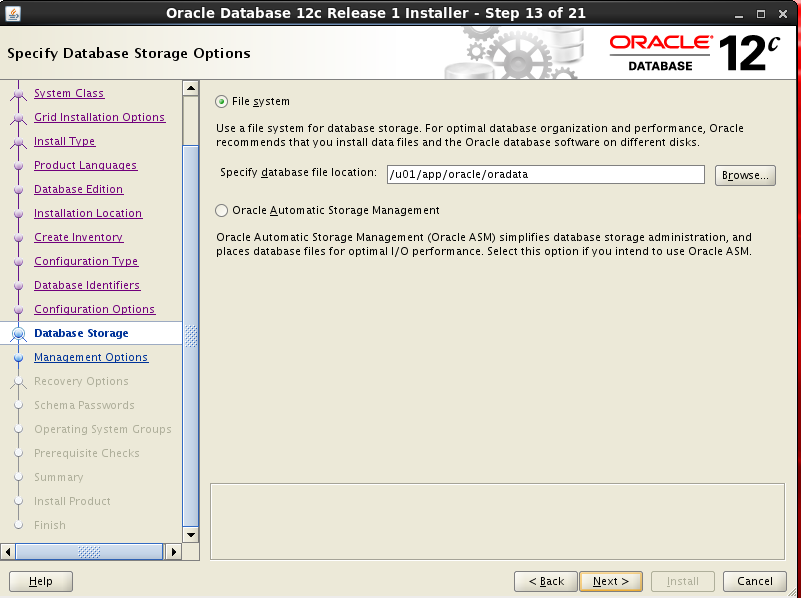 Oracle Database 12c Release 1 Installer - Step 13 of 21
Specify Database Storage Options
ORACLE
DATABASE
12c
System Class
Grid Installation Options
Install Type
Product Languages
Database Edition
Installation Location
Create Inventory
Configuration Type
Database Identifiers
Configuration Options
Database Storage
Management Options
Recovery Options
Schema Passwords
Operating System Groups
Prerequisite Checks
Summary
Install Product
Finish
File system
Use a file system for database storage. For optimal database organization and performance, Oracle
recommends that you install data files and the Oracle database software on different disks.
Specify database file location: /u01/app/oracle/oradata Browse...
Oracle Automatic Storage Management
Oracle Automatic Storage Management (Oracle ASM) simplifies database storage administration, and
places database files for optimal I/O performance. Select this option if you intend to use Oracle ASM.
Help < Back Next > Install Cancel